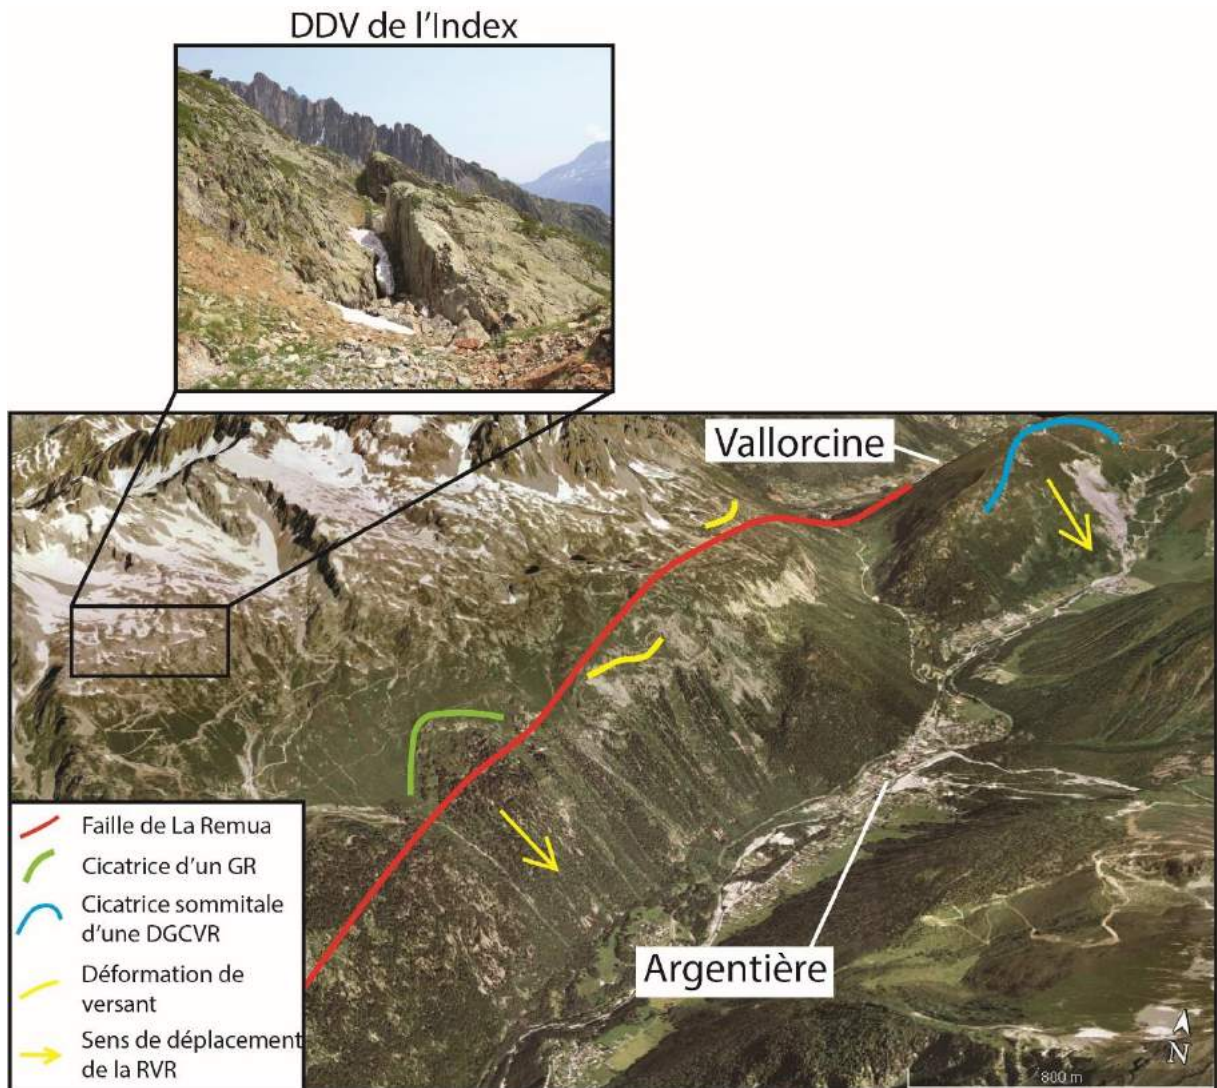 DDV de l'Index
Vallorcine
Argentière
Faille de La Remua
Cicatrice d'un GR
Cicatrice sommitale
d'une DGCVR
Déformation de
versant
Sens de déplacement
de la RVR
N
800 m